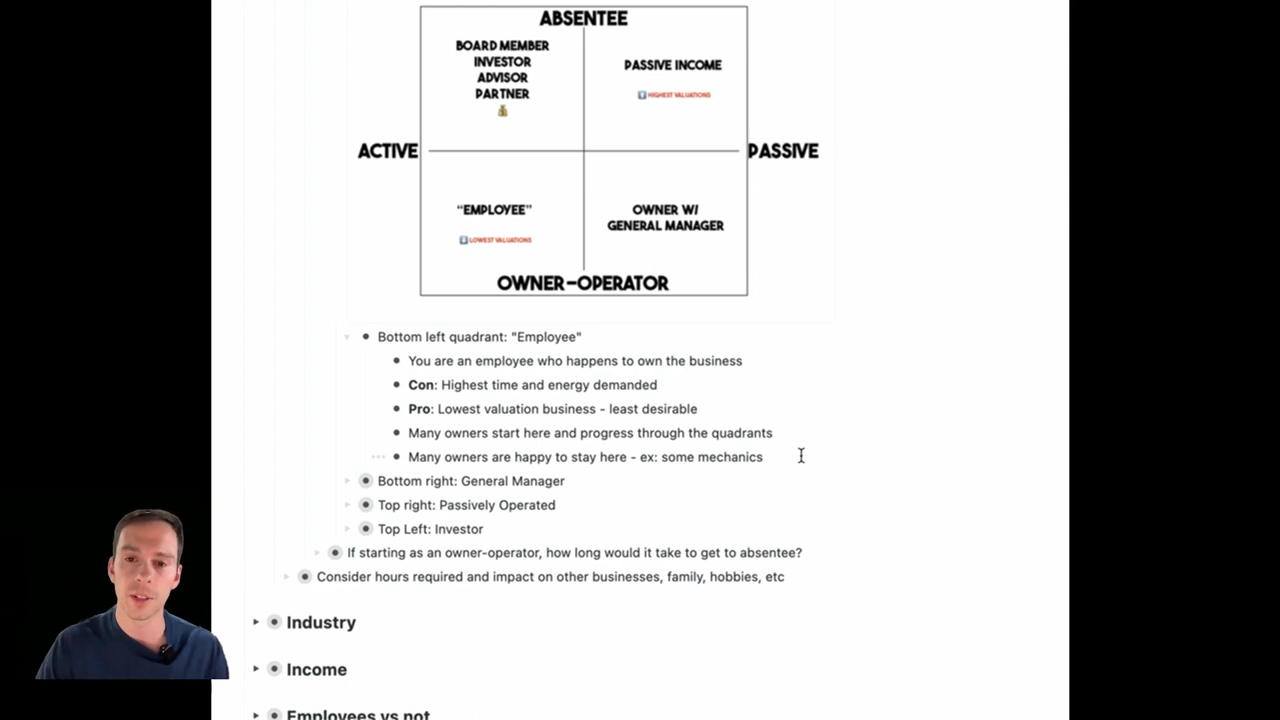 ABSENTEE
BOARD MEMBER
INVESTOR
ADVISOR
PARTNER
PASSIVE INCOME
HIGHEST VALUATIONS
ACTIVE
PASSIVE
"EMPLOYEE"
LOWEST VALUATIONS
OWNER W/
GENERAL MANAGER
OWNER-OPERATOR
Bottom left quadrant: "Employee"
You are an employee who happens to own the business
Con: Highest time and energy demanded
Pro: Lowest valuation business - least desirable
Many owners start here and progress through the quadrants
Many owners are happy to stay here - ex: some mechanics
Bottom right: General Manager
Top right: Passively Operated
Top Left: Investor
If starting as an owner-operator, how long would it take to get to absentee?
Consider hours required and impact on other businesses, family, hobbies, etc
Industry
Income
Employees vs not